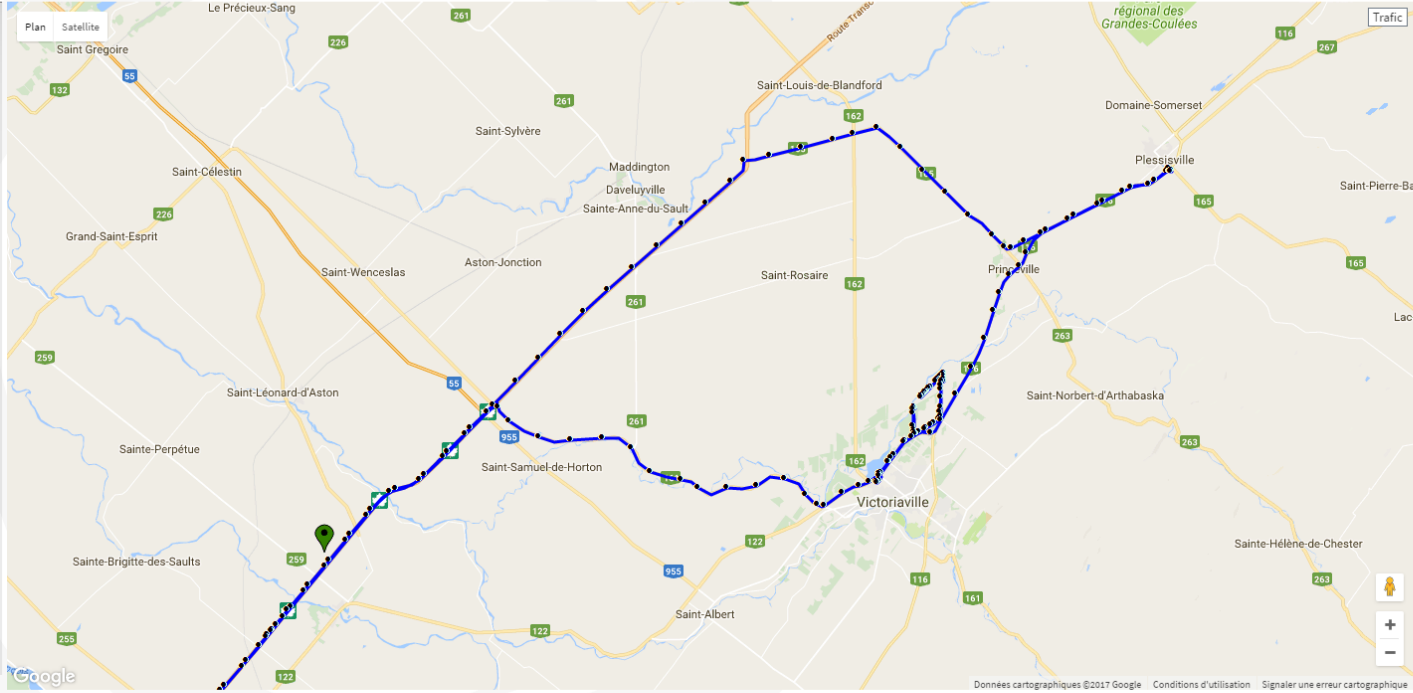 Le Précieux-Sang
261
régional des
Grandes-Coulées
Trafic
Plan Satellite
226
Route Trans
116
267
Saint Gregoire
55
132
261
Saint-Louis-de-Blandford
162
Domaine-Somerset
Saint-Sylvère
Plessisville
Maddington
Saint-Célestin
Daveluyville
Saint-Pierre-Ba
Sainte-Anne-du-Sault
165
226
Grand-Saint-Esprit
Aston-Jonction
Saint-Wenceslas
Saint-Rosaire
Princeville
165
162
261
Lac
263
259
55
Saint-Léonard-d'Aston
Saint-Norbert-d'Arthabaska
261
955
263
Sainte-Perpétue
Saint-Samuel-de-Horton
162
Victoriaville
122
Sainte-Hélène-de-Chester
259
Sainte-Brigitte-des-Saults
955
116
263
161
Saint-Albert
255
122
122
Google
Données cartographiques ©2017 Google Conditions d'utilisation Signaler une erreur cartographique